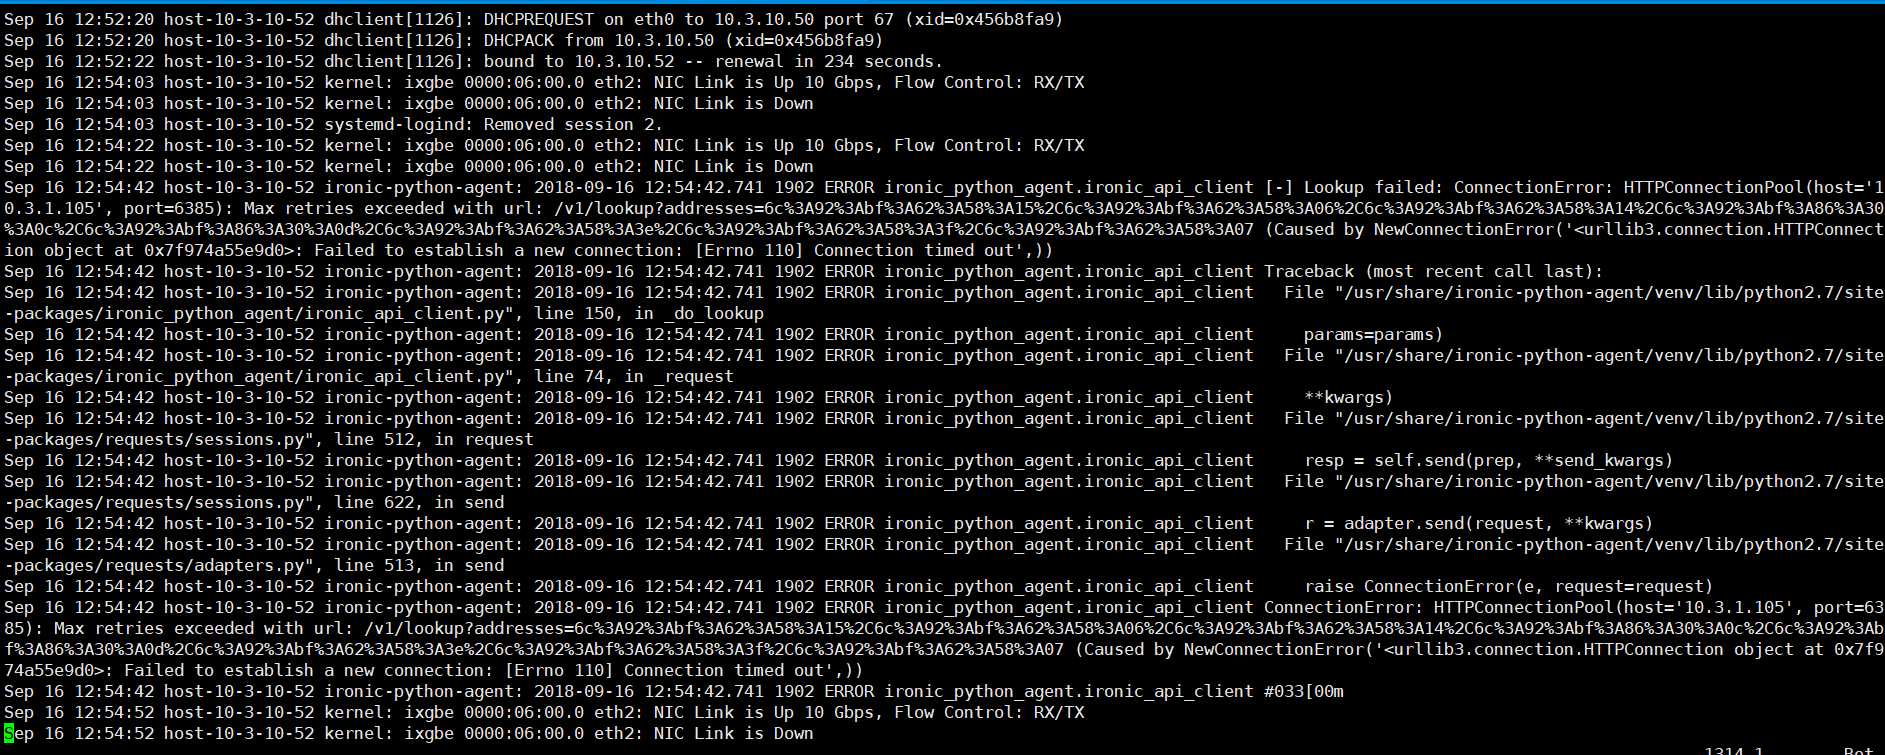 Sep 16 12:52:20 host-10-3-10-52 dhclient[1126]: DHCPREQUEST on eth0 to 10.3.10.50 port 67 (xid=0x456b8fa9)
Sep 16 12:52:20 host-10-3-10-52 dhclient[1126]: DHCPACK from 10.3.10.50 (xid=0x456b8fa9)
Sep 16 12:52:22 host-10-3-10-52 dhclient[1126]: bound to 10.3.10.52 -- renewal in 234 seconds.
Sep 16 12:54:03 host-10-3-10-52 kernel: ixgbe 0000:06:00.0 eth2: NIC Link is Up 10 Gbps, Flow Control: RX/TX
Sep 16 12:54:03 host-10-3-10-52 kernel: ixgbe 0000:06:00.0 eth2: NIC Link is Down
Sep 16 12:54:03 host-10-3-10-52 systemd-logind: Removed session 2.
Sep 16 12:54:22 host-10-3-10-52 kernel: ixgbe 0000:06:00.0 eth2: NIC Link is Up 10 Gbps, Flow Control: RX/TX
Sep 16 12:54:22 host-10-3-10-52 kernel: ixgbe 0000:06:00.0 eth2: NIC Link is Down
Sep 16 12:54:42 host-10-3-10-52 ironic-python-agent: 2018-09-16 12:54:42.741 1902 ERROR ironic_python_agent.ironic_api_client [-] Lookup failed: ConnectionError: HTTPConnectionPool(host='1
0.3.1.105', port=6385): Max retries exceeded with url: /v1/lookup?addresses=6c%3A92%3Abf%3A62%3A58%3A15%2C6c%3A92%3Abf%3A62%3A58%3A06%2C6c%3A92%3Abf%3A62%3A58%3A14%2C6c%3A92%3Abf%3A86%3A30
%3A0c%2C6c%3A92%3Abf%3A86%3A30%3A0d%2C6c%3A92%3Abf%3A62%3A58%3A3e%2C6c%3A92%3Abf%3A62%3A58%3A3f%2C6c%3A92%3Abf%3A62%3A58%3A07 (Caused by NewConnectionError('<urllib3.connection.HTTPConnect
ion object at 0x7f974a55e9d0>: Failed to establish a new connection: [Errno 110] Connection timed out',))
Sep 16 12:54:42 host-10-3-10-52 ironic-python-agent: 2018-09-16 12:54:42.741 1902 ERROR ironic_python_agent.ironic_api_client Traceback (most recent call last):
Sep 16 12:54:42 host-10-3-10-52 ironic-python-agent: 2018-09-16 12:54:42.741 1902 ERROR ironic_python_agent.ironic_api_client   File "/usr/share/ironic-python-agent/venv/lib/python2.7/site
-packages/ironic_python_agent/ironic_api_client.py", line 150, in _do_lookup
Sep 16 12:54:42 host-10-3-10-52 ironic-python-agent: 2018-09-16 12:54:42.741 1902 ERROR ironic_python_agent.ironic_api_client     params=params)
Sep 16 12:54:42 host-10-3-10-52 ironic-python-agent: 2018-09-16 12:54:42.741 1902 ERROR ironic_python_agent.ironic_api_client   File "/usr/share/ironic-python-agent/venv/lib/python2.7/site
-packages/ironic_python_agent/ironic_api_client.py", line 74, in _request
Sep 16 12:54:42 host-10-3-10-52 ironic-python-agent: 2018-09-16 12:54:42.741 1902 ERROR ironic_python_agent.ironic_api_client     **kwargs)
Sep 16 12:54:42 host-10-3-10-52 ironic-python-agent: 2018-09-16 12:54:42.741 1902 ERROR ironic_python_agent.ironic_api_client   File "/usr/share/ironic-python-agent/venv/lib/python2.7/site
-packages/requests/sessions.py", line 512, in request
Sep 16 12:54:42 host-10-3-10-52 ironic-python-agent: 2018-09-16 12:54:42.741 1902 ERROR ironic_python_agent.ironic_api_client     resp = self.send(prep, **send_kwargs)
Sep 16 12:54:42 host-10-3-10-52 ironic-python-agent: 2018-09-16 12:54:42.741 1902 ERROR ironic_python_agent.ironic_api_client   File "/usr/share/ironic-python-agent/venv/lib/python2.7/site
-packages/requests/sessions.py", line 622, in send
Sep 16 12:54:42 host-10-3-10-52 ironic-python-agent: 2018-09-16 12:54:42.741 1902 ERROR ironic_python_agent.ironic_api_client     r = adapter.send(request, **kwargs)
Sep 16 12:54:42 host-10-3-10-52 ironic-python-agent: 2018-09-16 12:54:42.741 1902 ERROR ironic_python_agent.ironic_api_client   File "/usr/share/ironic-python-agent/venv/lib/python2.7/site
-packages/requests/adapters.py", line 513, in send
Sep 16 12:54:42 host-10-3-10-52 ironic-python-agent: 2018-09-16 12:54:42.741 1902 ERROR ironic_python_agent.ironic_api_client     raise ConnectionError(e, request=request)
Sep 16 12:54:42 host-10-3-10-52 ironic-python-agent: 2018-09-16 12:54:42.741 1902 ERROR ironic_python_agent.ironic_api_client ConnectionError: HTTPConnectionPool(host='10.3.1.105', port=63
85): Max retries exceeded with url: /v1/lookup?addresses=6c%3A92%3Abf%3A62%3A58%3A15%2C6c%3A92%3Abf%3A62%3A58%3A06%2C6c%3A92%3Abf%3A62%3A58%3A14%2C6c%3A92%3Abf%3A86%3A30%3A0c%2C6c%3A92%3Ab
f%3A86%3A30%3A0d%2C6c%3A92%3Abf%3A62%3A58%3A3e%2C6c%3A92%3Abf%3A62%3A58%3A3f%2C6c%3A92%3Abf%3A62%3A58%3A07 (Caused by NewConnectionError('<urllib3.connection.HTTPConnection object at 0x7f9
74a55e9d0>: Failed to establish a new connection: [Errno 110] Connection timed out',))
Sep 16 12:54:42 host-10-3-10-52 ironic-python-agent: 2018-09-16 12:54:42.741 1902 ERROR ironic_python_agent.ironic_api_client #033[00m
Sep 16 12:54:52 host-10-3-10-52 kernel: ixgbe 0000:06:00.0 eth2: NIC Link is Up 10 Gbps, Flow Control: RX/TX
Sep 16 12:54:52 host-10-3-10-52 kernel: ixgbe 0000:06:00.0 eth2: NIC Link is Down
1314,1 Bot